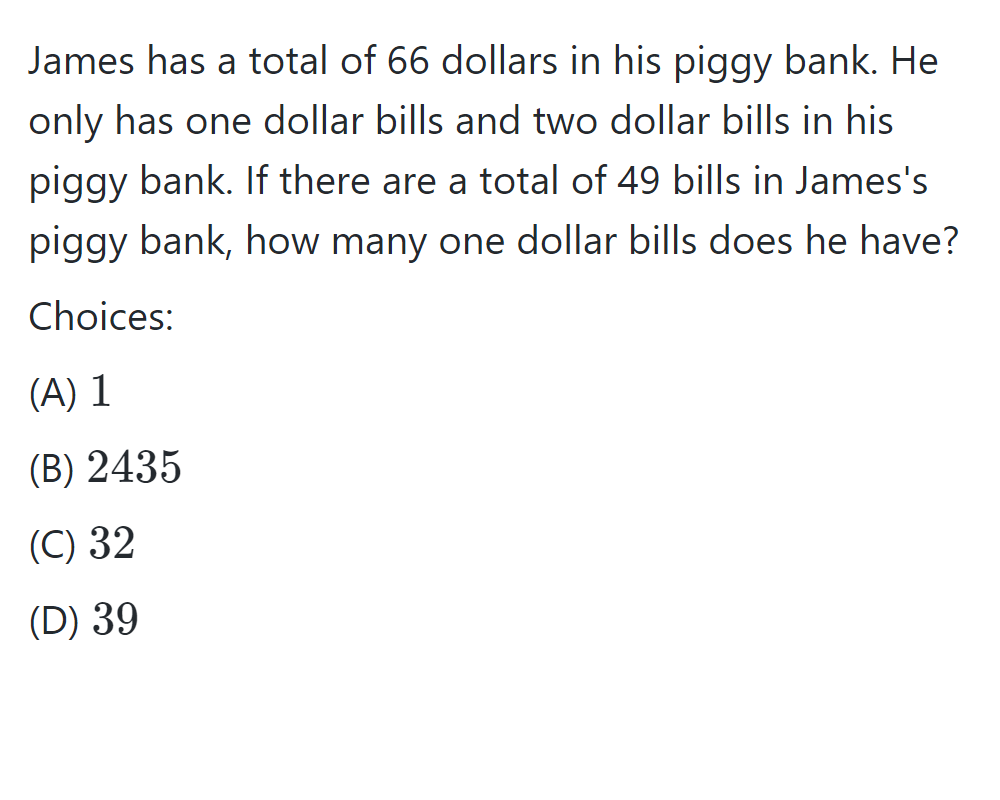 James has a total of 66 dollars in his piggy bank. He
only has one dollar bills and two dollar bills in his
piggy bank. If there are a total of 49 bills in James's
piggy bank, how many one dollar bills does he have?
Choices:
(A) 1
(B) 2435
(C) 32
(D) 39